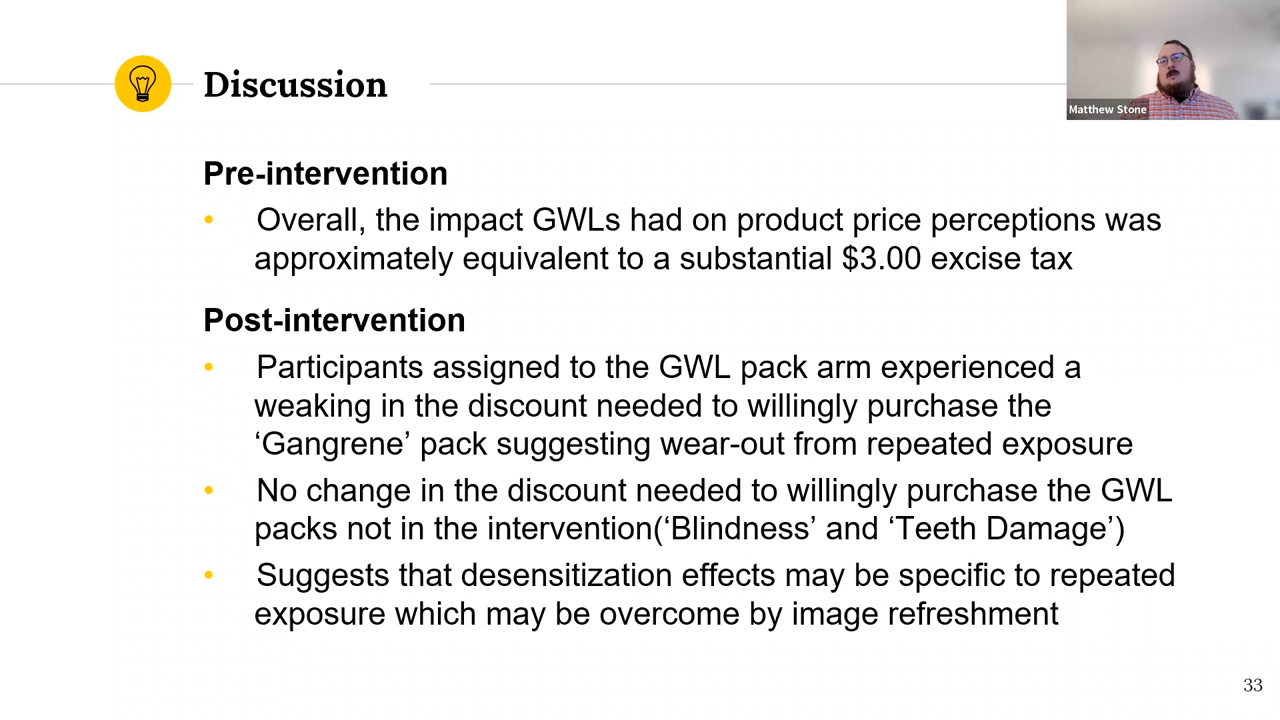 Discussion
Matthew Stone
Pre-intervention
• Overall, the impact GWLs had on product price perceptions was
approximately equivalent to a substantial $3.00 excise tax
Post-intervention
• Participants assigned to the GWL pack arm experienced a
weaking in the discount needed to willingly purchase the
‘Gangrene’ pack suggesting wear-out from repeated exposure
• No change in the discount needed to willingly purchase the GWL
packs not in the intervention(‘Blindness’ and ‘Teeth Damage’)
• Suggests that desensitization effects may be specific to repeated
exposure which may be overcome by image refreshment
33